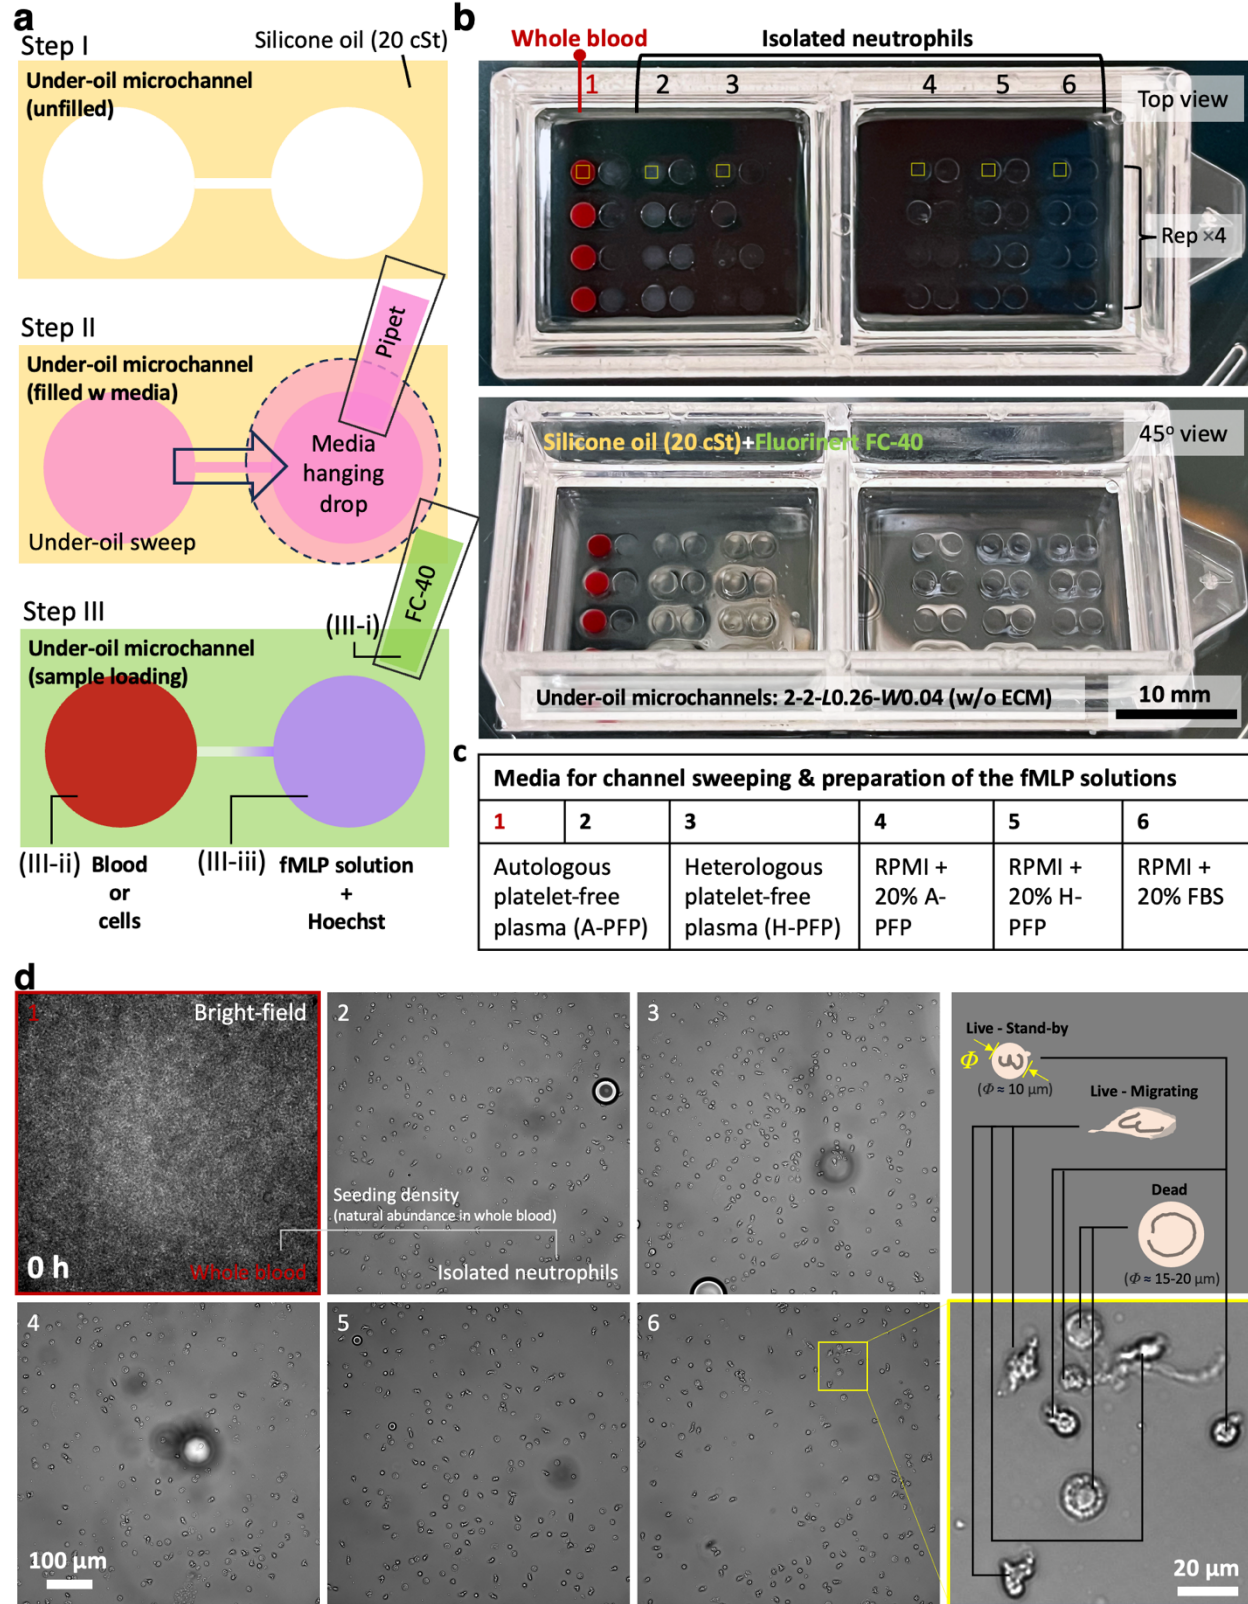 a
Step I
Silicone oil (20 cSt)
Under-oil microchannel
(unfilled)
Step II
Under-oil microchannel
(filled w media)
Pipet
Media
hanging
drop
Under-oil sweep
FC-40
Step III
(III-i)
Under-oil microchannel
(sample loading)
(III-ii) Blood
or
cells
(III-iii) fMLP solution
+
Hoechst
b
Whole blood
Isolated neutrophils
1 2 3 4 5 6
Top view
Rep ×4
Silicone oil (20 cSt)+Fluorinert FC-40
45° view
Under-oil microchannels: 2-2-L0.26-W0.04 (w/o ECM)
10 mm
c
Media for channel sweeping & preparation of the fMLP solutions
1 2 3 4 5 6
Autologous
platelet-free
plasma (A-PFP)
Heterologous
platelet-free
plasma (H-PFP)
RPMI +
20% A-
PFP
RPMI +
20% H-
PFP
RPMI +
20% FBS
d
1
Bright-field
0 h
Whole blood
2
Seeding density
(natural abundance in whole blood)
Isolated neutrophils
3
Live - Stand-by
Φ
(Φ ≈ 10 μm)
Live - Migrating
Dead
(Φ ≈ 15-20 μm)
4
100 μm
5
6
20 μm